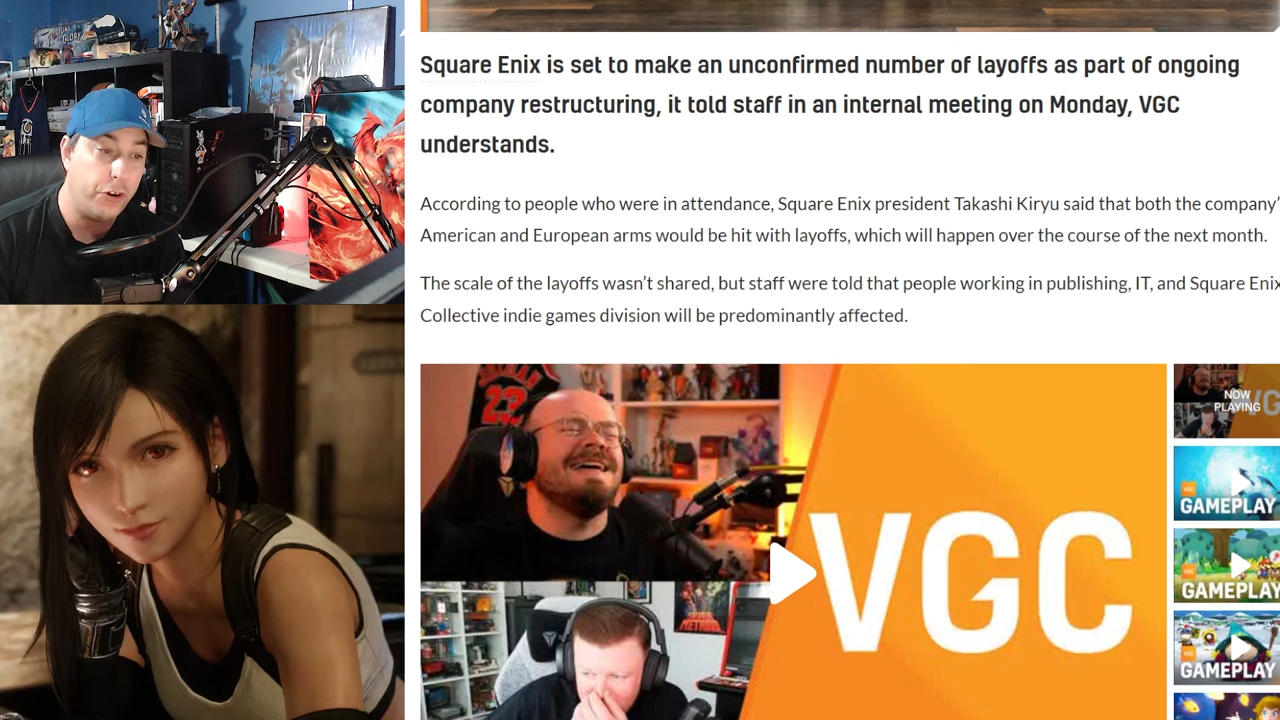 FORTUNE
GLORY
Square Enix is set to make an unconfirmed number of layoffs as part of ongoing
company restructuring, it told staff in an internal meeting on Monday, VGC
understands.
According to people who were in attendance, Square Enix president Takashi Kiryu said that both the company'
American and European arms would be hit with layoffs, which will happen over the course of the next month.
The scale of the layoffs wasn't shared, but staff were told that people working in publishing, IT, and Square Enix
Collective indie games division will be predominantly affected.
23
VGC
METROID
NOW
PLAYING
VG
GAMEPLAY
GAMEPLAY
GAMEPLAY